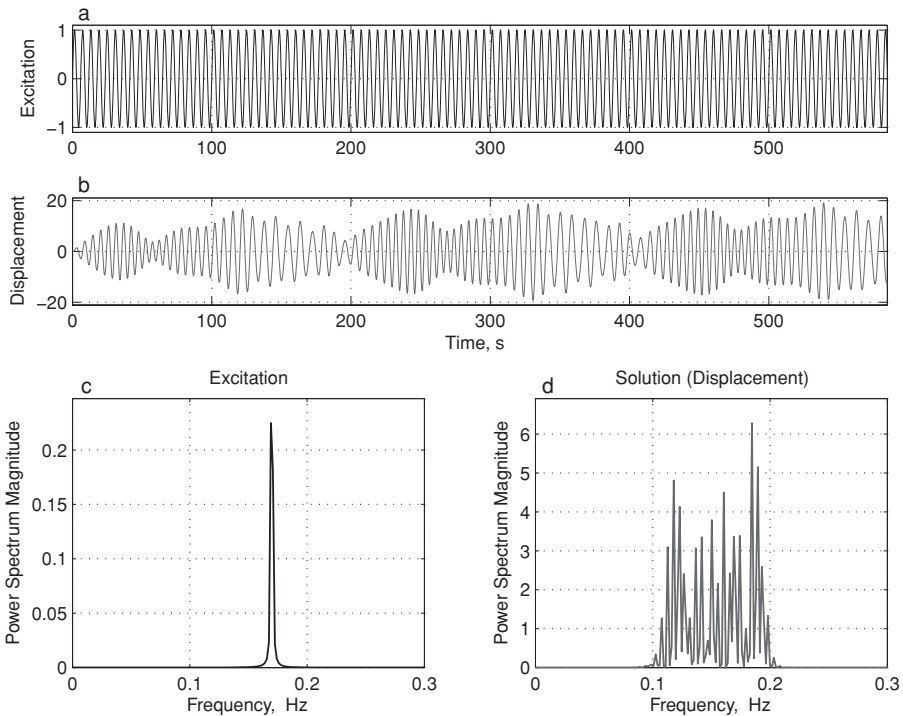 a
Excitation
1
0
−1
0 100 200 300 400 500
b
Displacement
20
0
−20
0 100 200 300 400 500
Time, s
c Excitation
Power Spectrum Magnitude
0.2
0.15
0.1
0.05
0
0 0.1 0.2 0.3
Frequency, Hz
d Solution (Displacement)
Power Spectrum Magnitude
6
5
4
3
2
1
0
0 0.1 0.2 0.3
Frequency, Hz